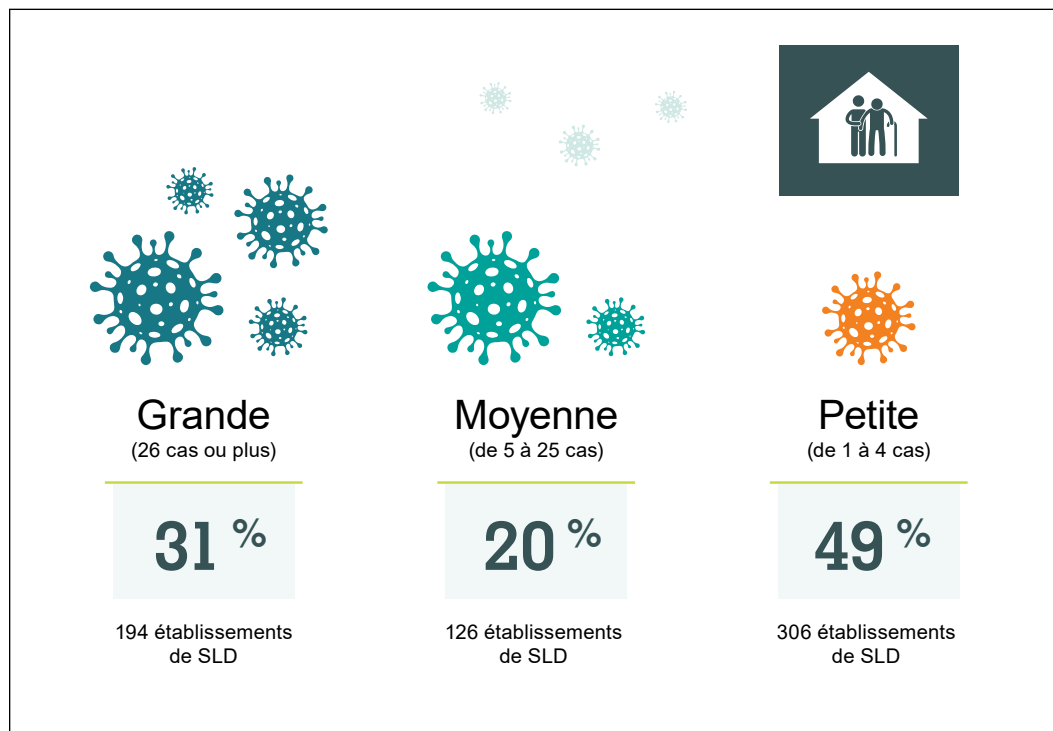 Grande
(26 cas ou plus)
31 %
194 établissements
de SLD
Moyenne
(de 5 à 25 cas)
20 %
126 établissements
de SLD
Petite
(de 1 à 4 cas)
49 %
306 établissements
de SLD